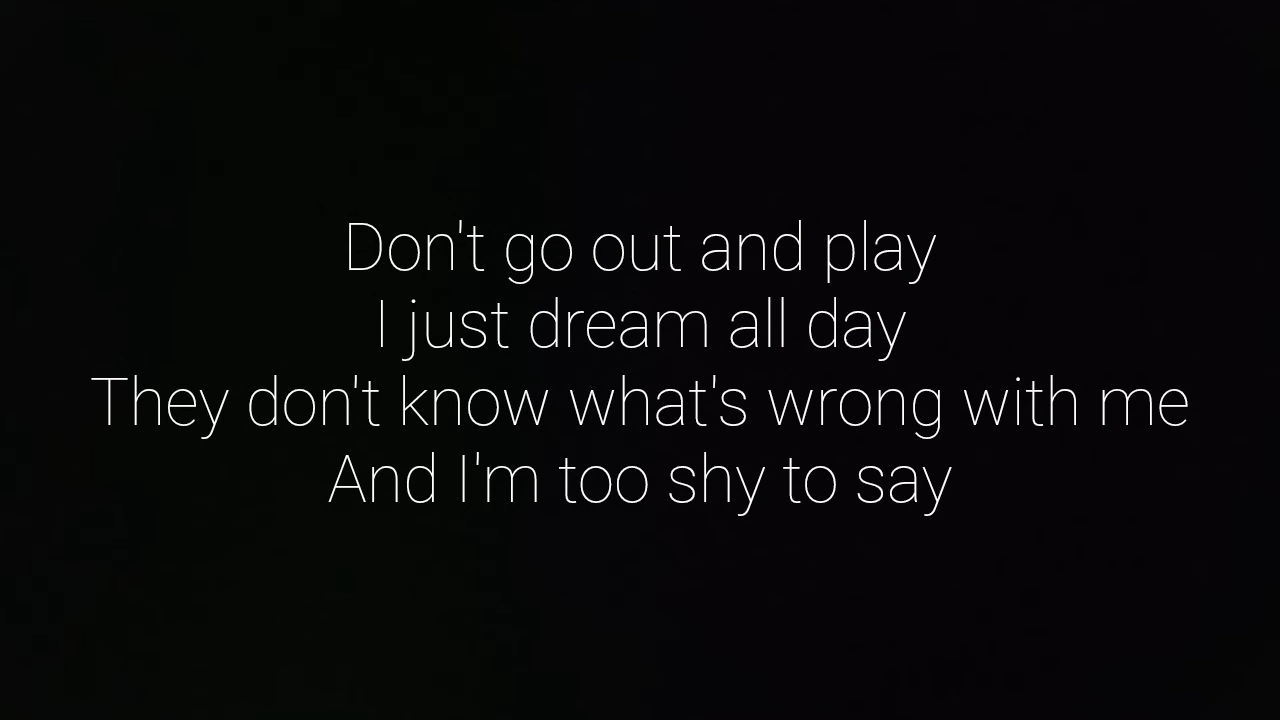 Don't go out and play
I just dream all day
They don't know what's wrong with me
And I'm too shy to say